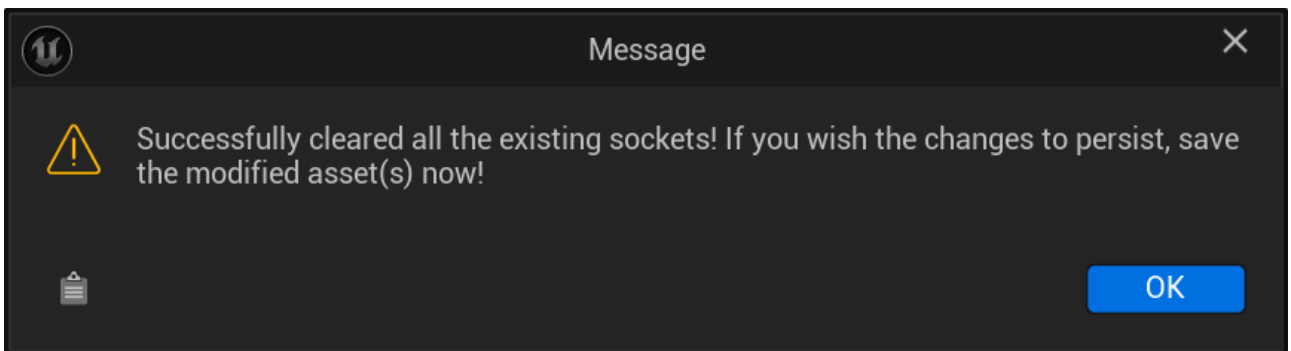 Message
Successfully cleared all the existing sockets! If you wish the changes to persist, save
the modified asset(s) now!
OK